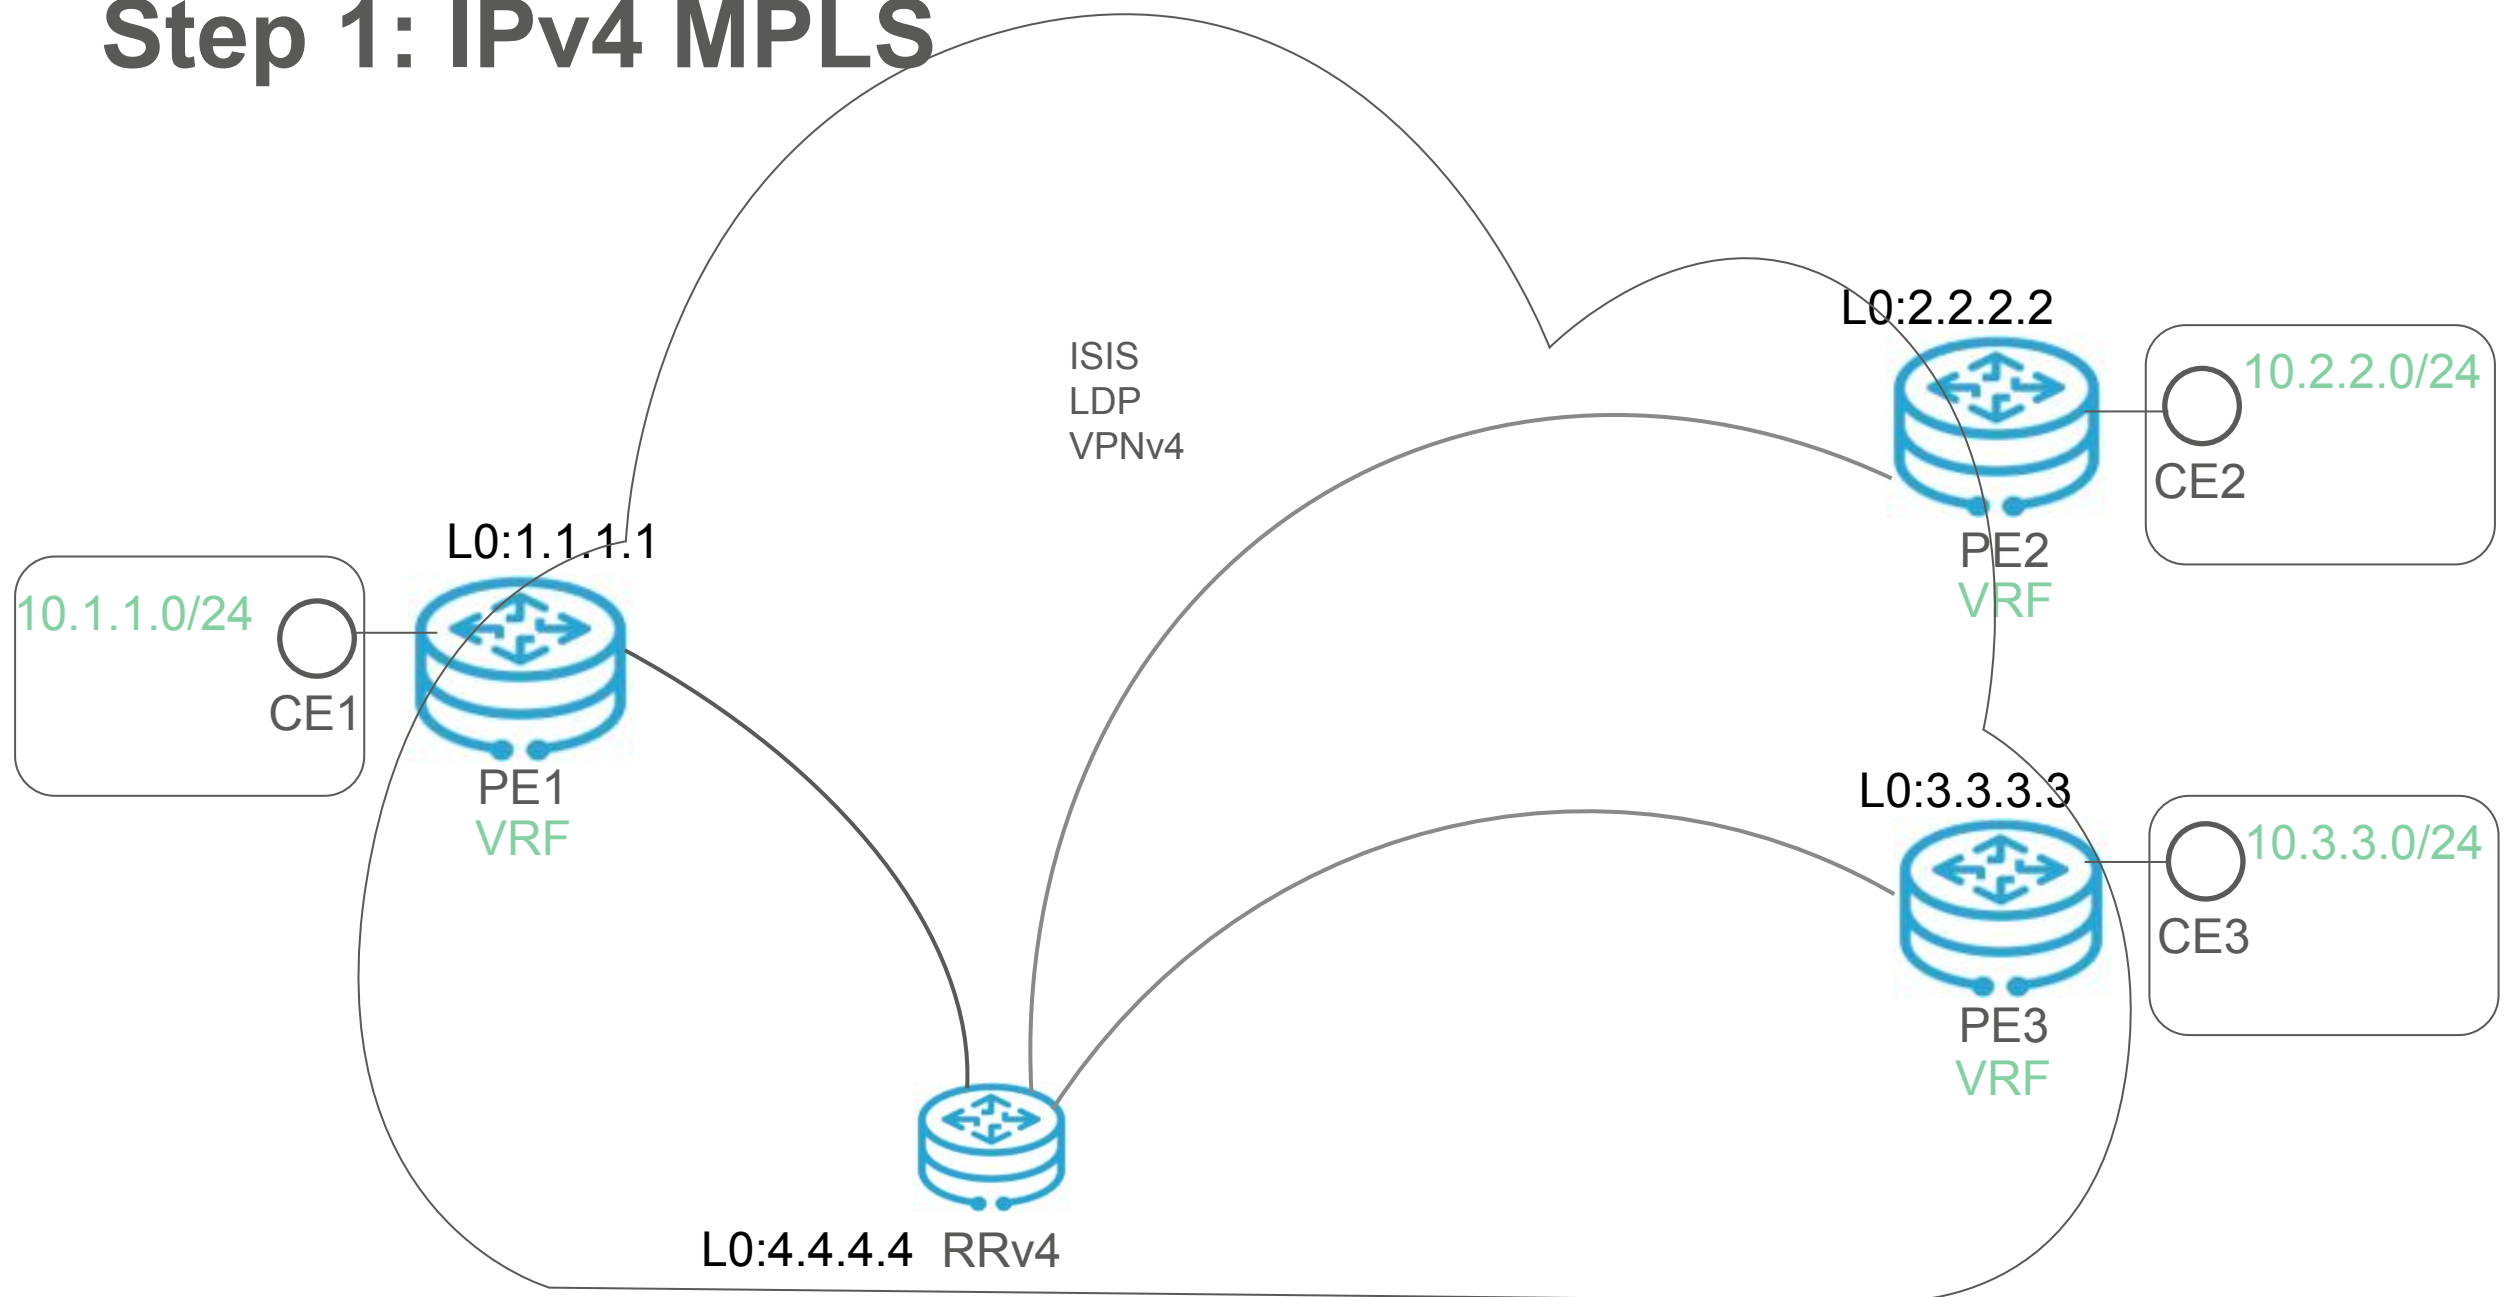 Step 1: IPv4 MPLS
L0:2.2.2.2
ISIS
LDP
VPNv4
10.2.2.0/24
CE2
PE2
VRF
L0:1.1.1.1
10.1.1.0/24
CE1
PE1
VRF
L0:3.3.3.3
10.3.3.0/24
CE3
PE3
VRF
L0:4.4.4.4 RRv4